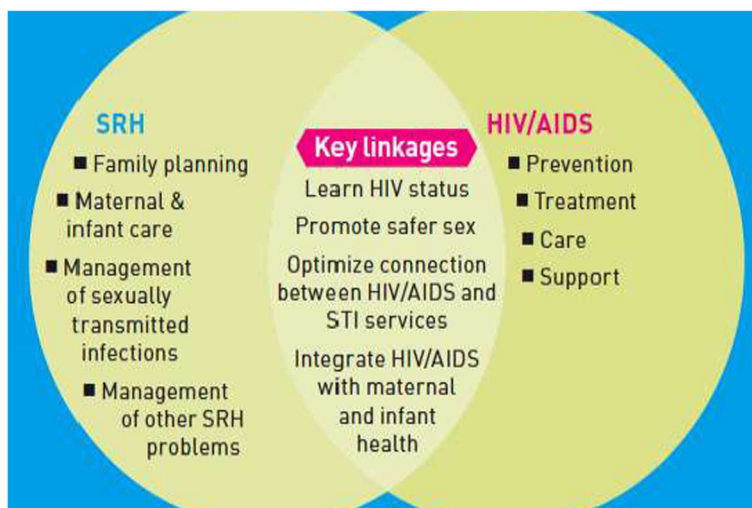 SRH
■ Family planning
■ Maternal &
infant care
■ Management
of sexually
transmitted
infections
■ Management
of other SRH
problems
Key linkages
Learn HIV status
Promote safer sex
Optimize connection
between HIV/AIDS and
STI services
Integrate HIV/AIDS
with maternal
and infant
health
HIV/AIDS
■ Prevention
■ Treatment
■ Care
■ Support